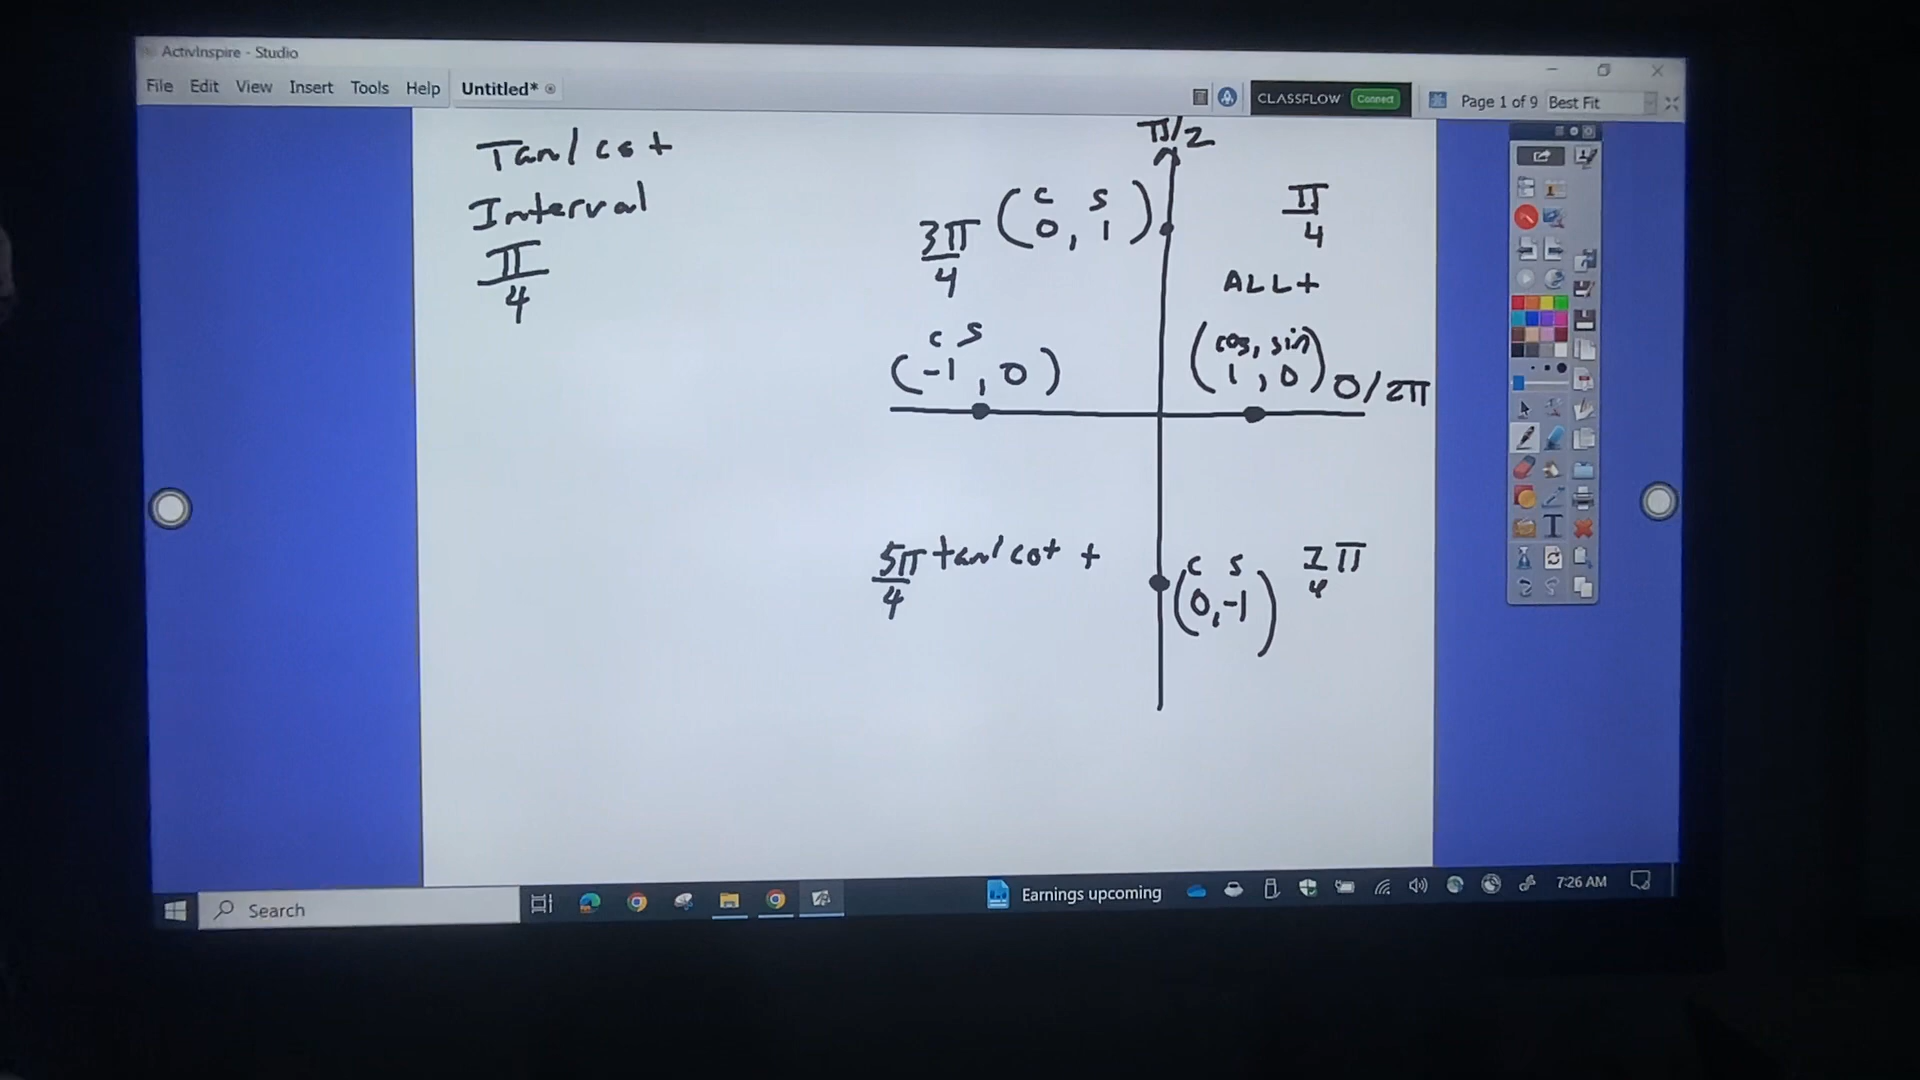 ActivInspire - Studio
File Edit View Insert Tools Help Untitled*
CLASSFLOW Connect
Page 1 of 9 Best Fit
Tan/cot
Interval
π
4
π/2
3π
4
c s
(0, 1)
π
4
ALL+
c s
(-1, 0)
(cos, sin)
(1, 0)
0/2π
5π
4
tan/cot +
c s
(0,-1)
7π
4
T
Search
Earnings upcoming
7:26 AM